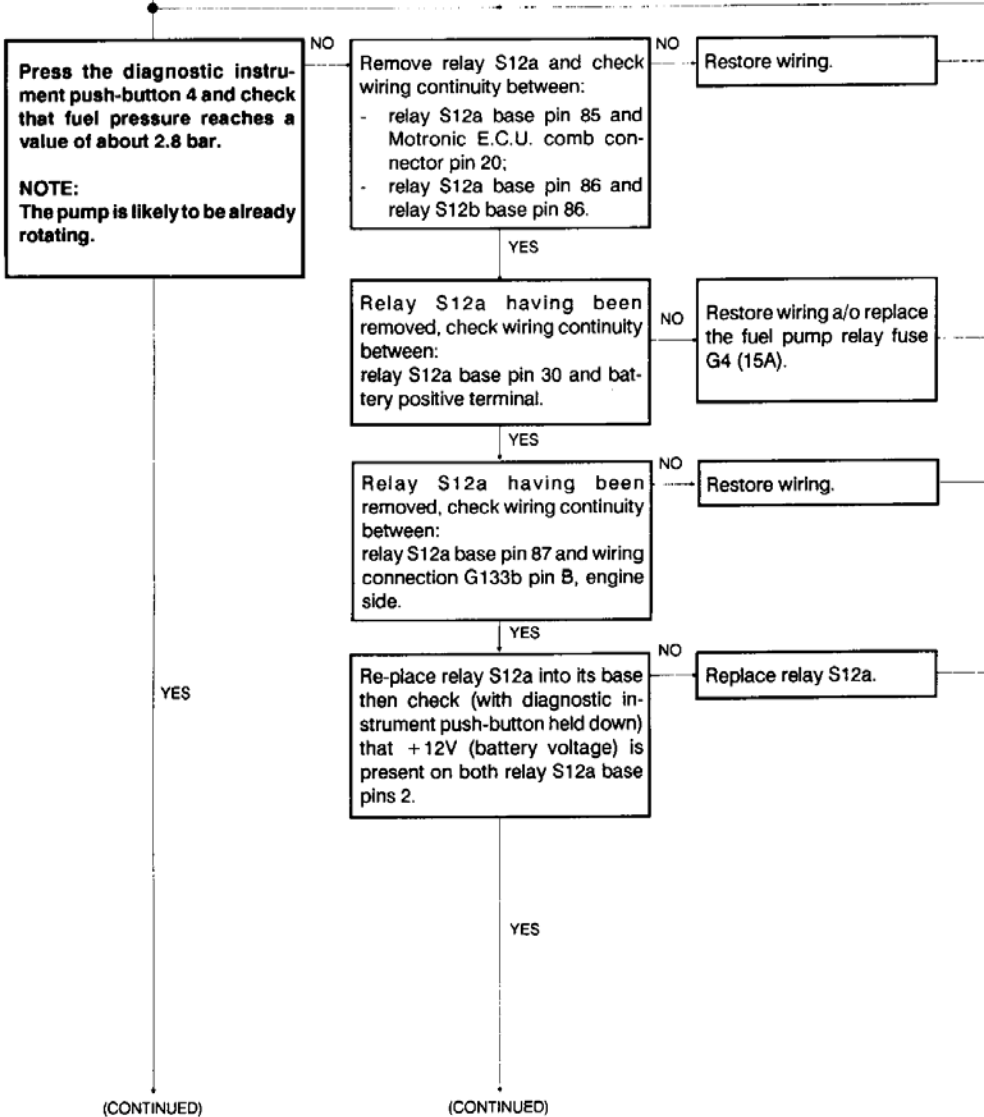 Press the diagnostic instru-
ment push-button 4 and check
that fuel pressure reaches a
value of about 2.8 bar.
NOTE:
The pump is likely to be already
rotating.
NO
Remove relay S12a and check
wiring continuity between:
- relay S12a base pin 85 and
Motronic E.C.U. comb con-
nector pin 20;
- relay S12a base pin 86 and
relay S12b base pin 86.
NO
Restore wiring.
YES
Relay S12a having been
removed, check wiring continuity
between:
relay S12a base pin 30 and bat-
tery positive terminal.
NO
Restore wiring a/o replace
the fuel pump relay fuse
G4 (15A).
YES
Relay S12a having been
removed, check wiring continuity
between:
relay S12a base pin 87 and wiring
connection G133b pin B, engine
side.
NO
Restore wiring.
YES
Re-place relay S12a into its base
then check (with diagnostic in-
strument push-button held down)
that +12V (battery voltage) is
present on both relay S12a base
pins 2.
NO
Replace relay S12a.
YES
YES
(CONTINUED)
(CONTINUED)